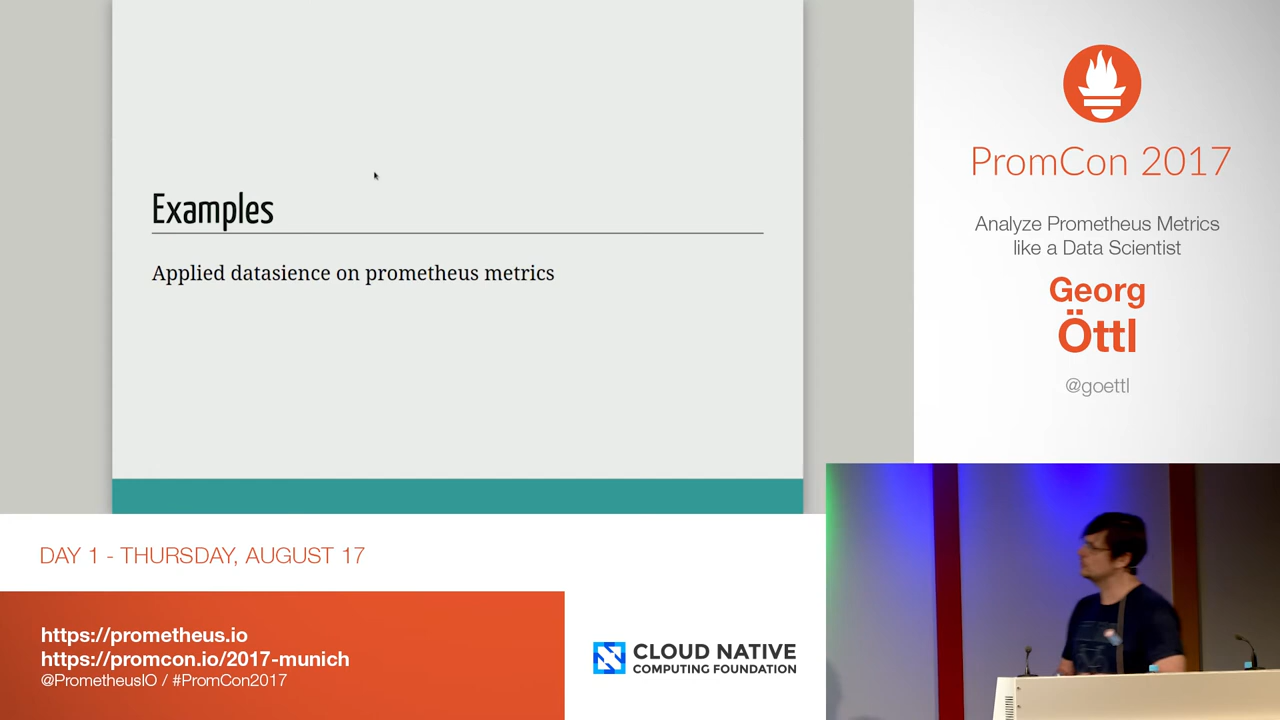 Examples
Applied datasience on prometheus metrics
PromCon 2017
Analyze Prometheus Metrics
like a Data Scientist
Georg
Öttl
@goettl
DAY 1 - THURSDAY, AUGUST 17
https://prometheus.io
https://promcon.io/2017-munich
@PrometheusIO / #PromCon2017
CLOUD NATIVE
COMPUTING FOUNDATION